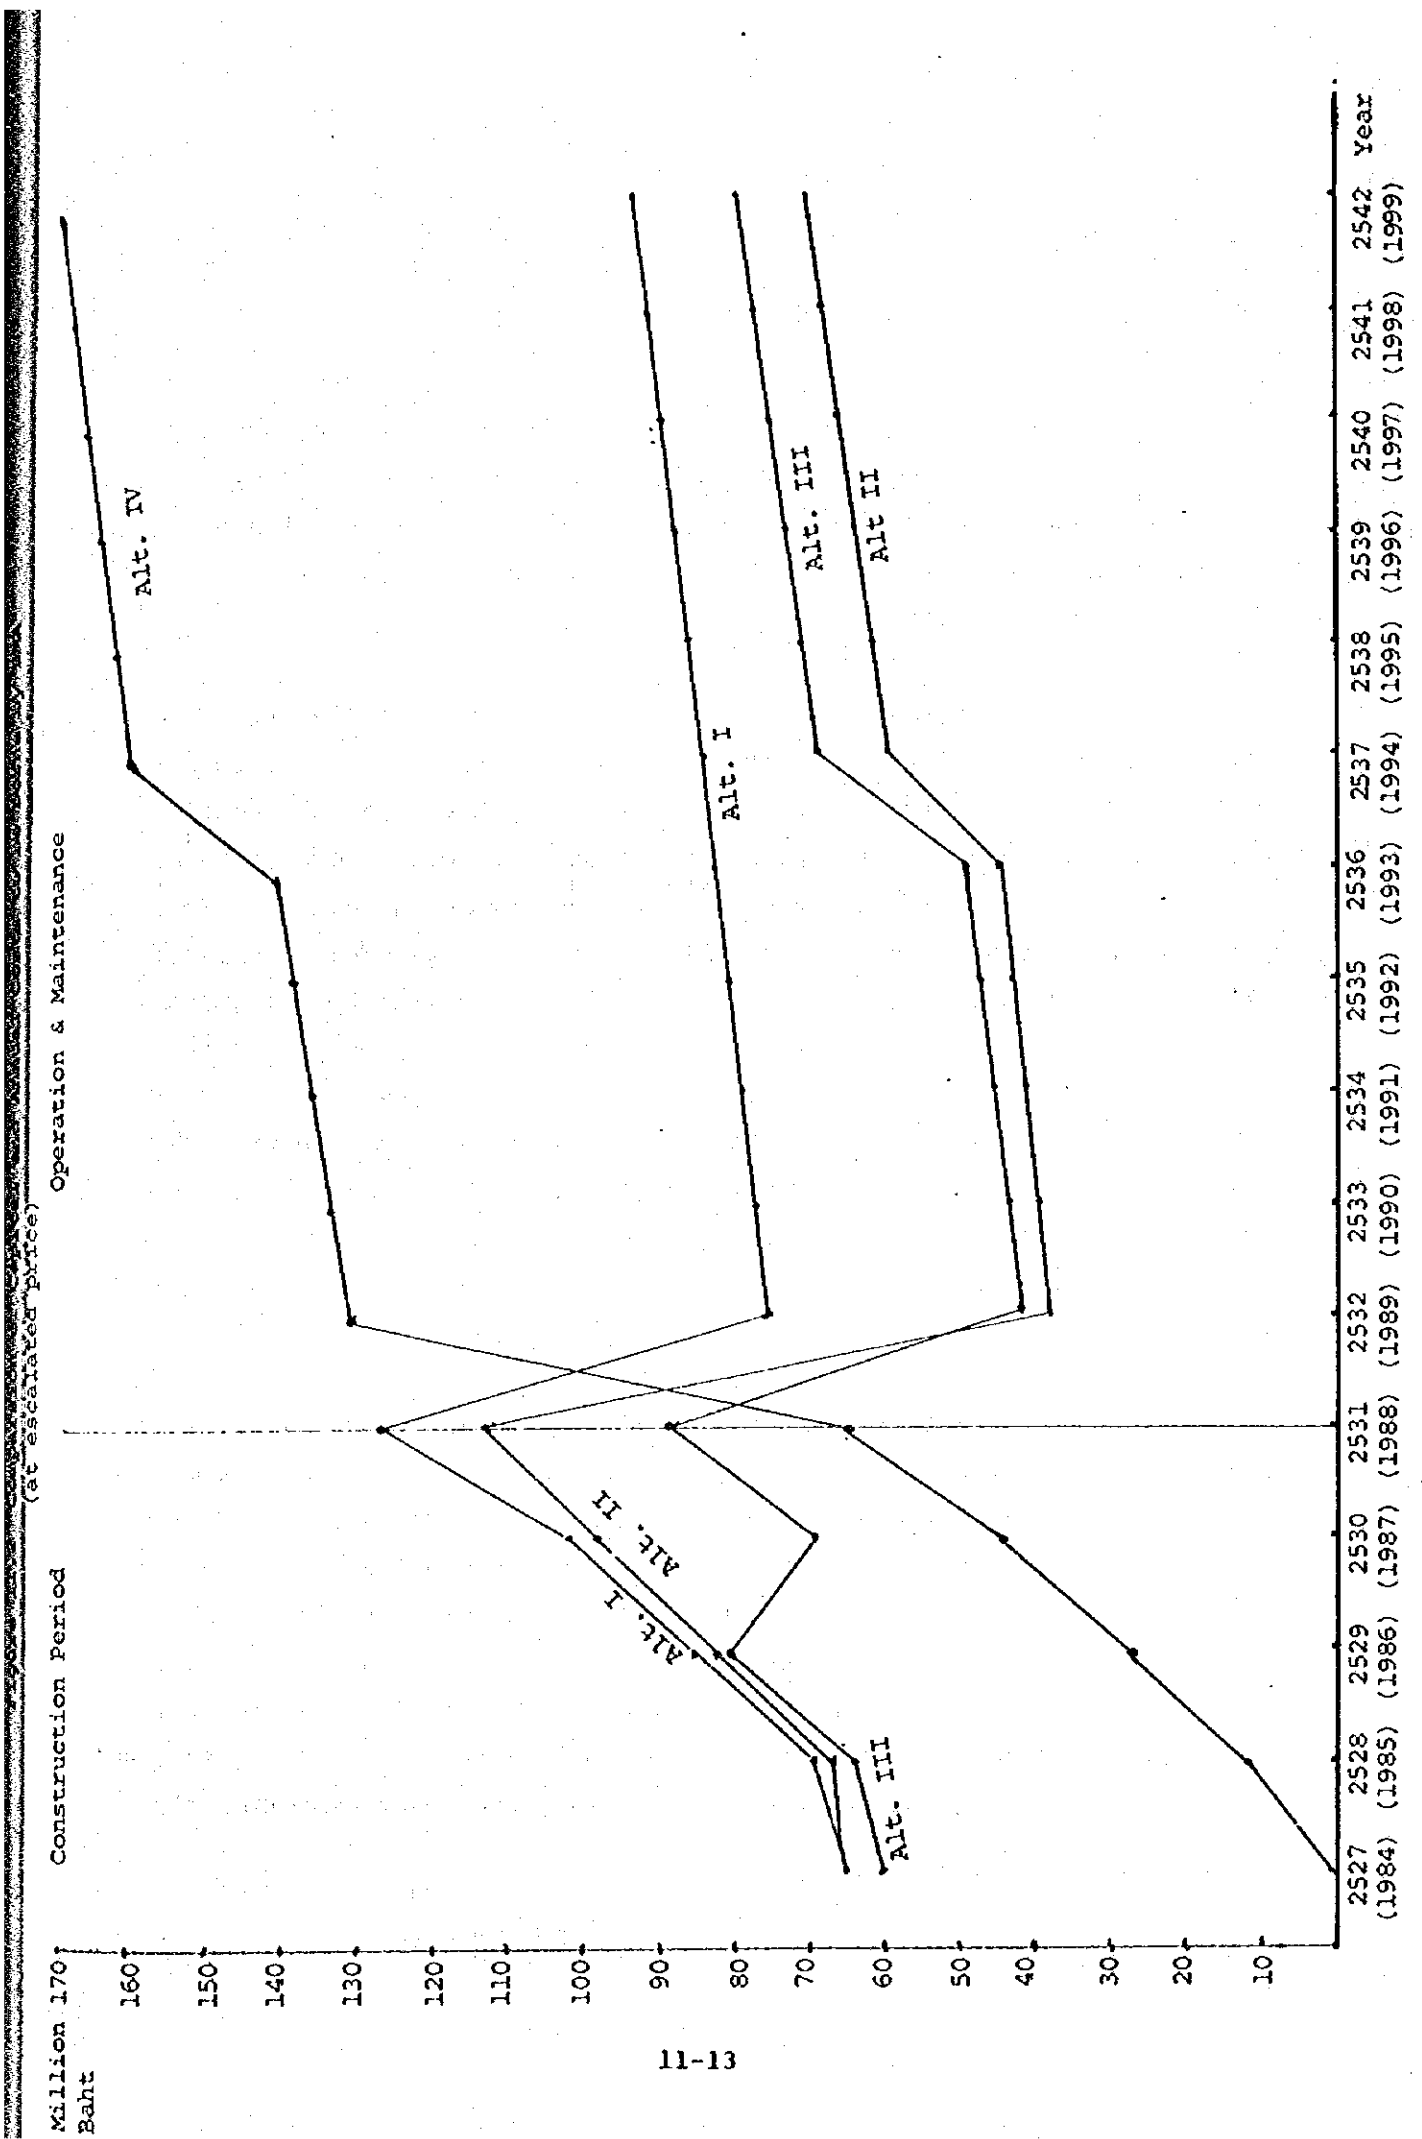 (at escalated price)
Million
Baht
Construction Period
Operation & Maintenance
170
160
150
140
130
120
110
100
90
80
70
60
50
40
30
20
10
Alt. IV
Alt. I
Alt. III
Alt II
Alt. I
Alt. II
Alt. III
2527 2528 2529 2530 2531 2532 2533 2534 2535 2536 2537 2538 2539 2540 2541 2542 Year
(1984) (1985) (1986) (1987) (1988) (1989) (1990) (1991) (1992) (1993) (1994) (1995) (1996) (1997) (1998) (1999)
11-13